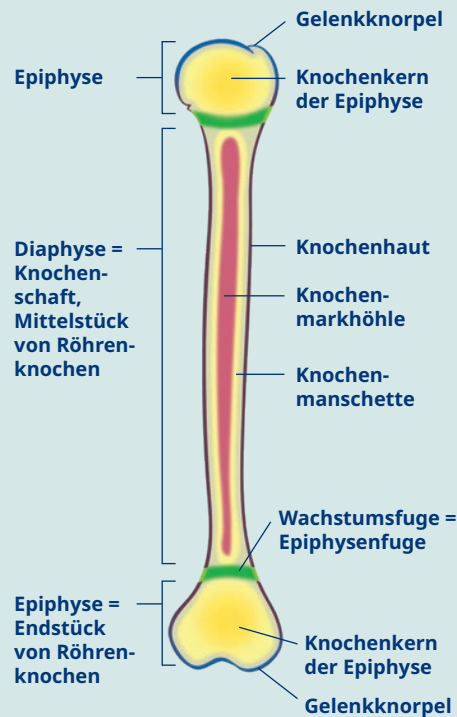 Gelenkknorpel
Epiphyse
Knochenkern
der Epiphyse
Diaphyse =
Knochen-
schaft,
Mittelstück
von Röhren-
knochen
Knochenhaut
Knochen-
markhöhle
Knochen-
manschette
Wachstumsfuge =
Epiphysenfuge
Epiphyse =
Endstück
von Röhren-
knochen
Knochenkern
der Epiphyse
Gelenkknorpel